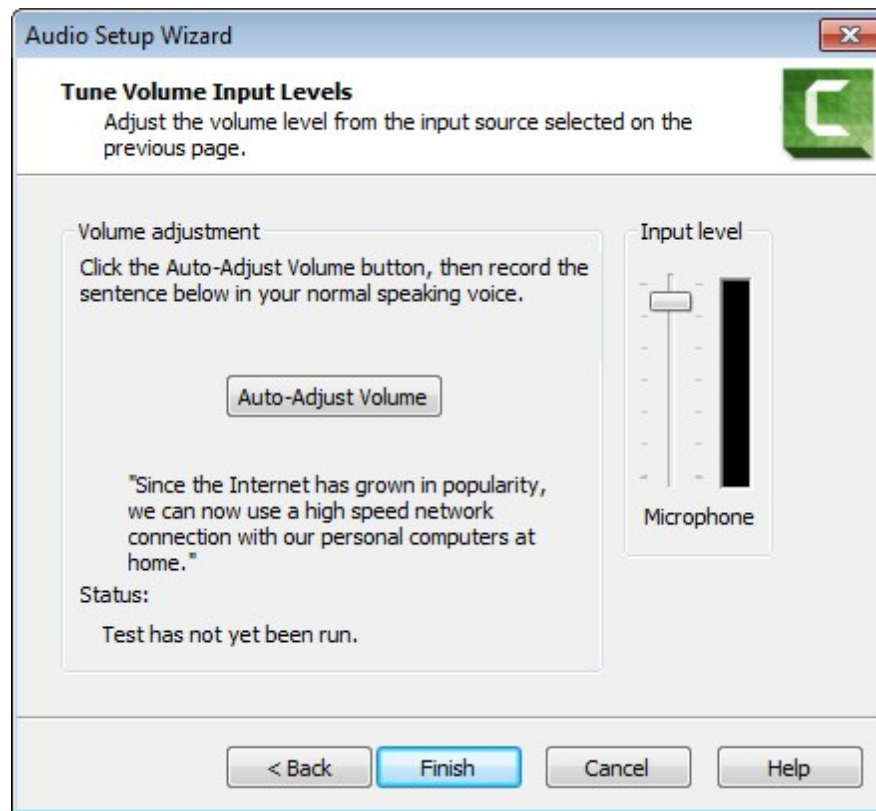 Audio Setup Wizard
Tune Volume Input Levels
Adjust the volume level from the input source selected on the
previous page.
Volume adjustment
Click the Auto-Adjust Volume button, then record the
sentence below in your normal speaking voice.
Auto-Adjust Volume
"Since the Internet has grown in popularity,
we can now use a high speed network
connection with our personal computers at
home."
Status:
Test has not yet been run.
Input level
Microphone
< Back
Finish
Cancel
Help